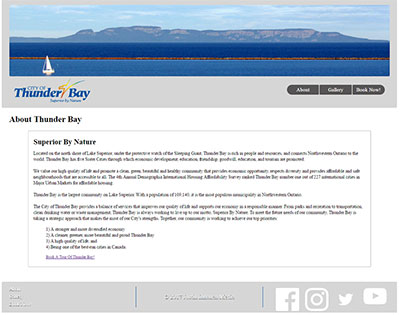 CITY OF
Thunder Bay
Superior By Nature
About
Gallery
Book Now!
About Thunder Bay
Superior By Nature
Located on the north shore of Lake Superior, under the protective watch of the Sleeping Giant, Thunder Bay is rich in people and resources, and connects Northwestern Ontario to the
world. Thunder Bay has five Sister Cities through which economic development, education, friendship, goodwill, education, and tourism are promoted.
We value our high quality of life and promote a clean, green, beautiful and healthy community that provides economic opportunity, respects diversity and provides affordable and safe
neighbourhoods that are accessible to all. The 4th Annual Demographia International Housing Affordability Survey ranked Thunder Bay number one out of 227 international cities in
Major Urban Markets for affordable housing.
Thunder Bay is the largest community on Lake Superior. With a population of 109,140, it is the most populous municipality in Northwestern Ontario.
The City of Thunder Bay provides a balance of services that improves our quality of life and supports our economy in a responsible manner. From parks and recreation to transportation,
clean drinking water to waste management, Thunder Bay is always working to live up to our motto, Superior By Nature. To meet the future needs of our community, Thunder Bay is
taking a strategic approach that makes the most of our City's strengths. Together, our community is working to achieve our top priorities:
1) A stronger and more diversified economy
2) A cleaner, greener, more beautiful and proud Thunder Bay
3) A high quality of life and
4) Being one of the best run cities in Canada.
Book A Tour Of Thunder Bay!